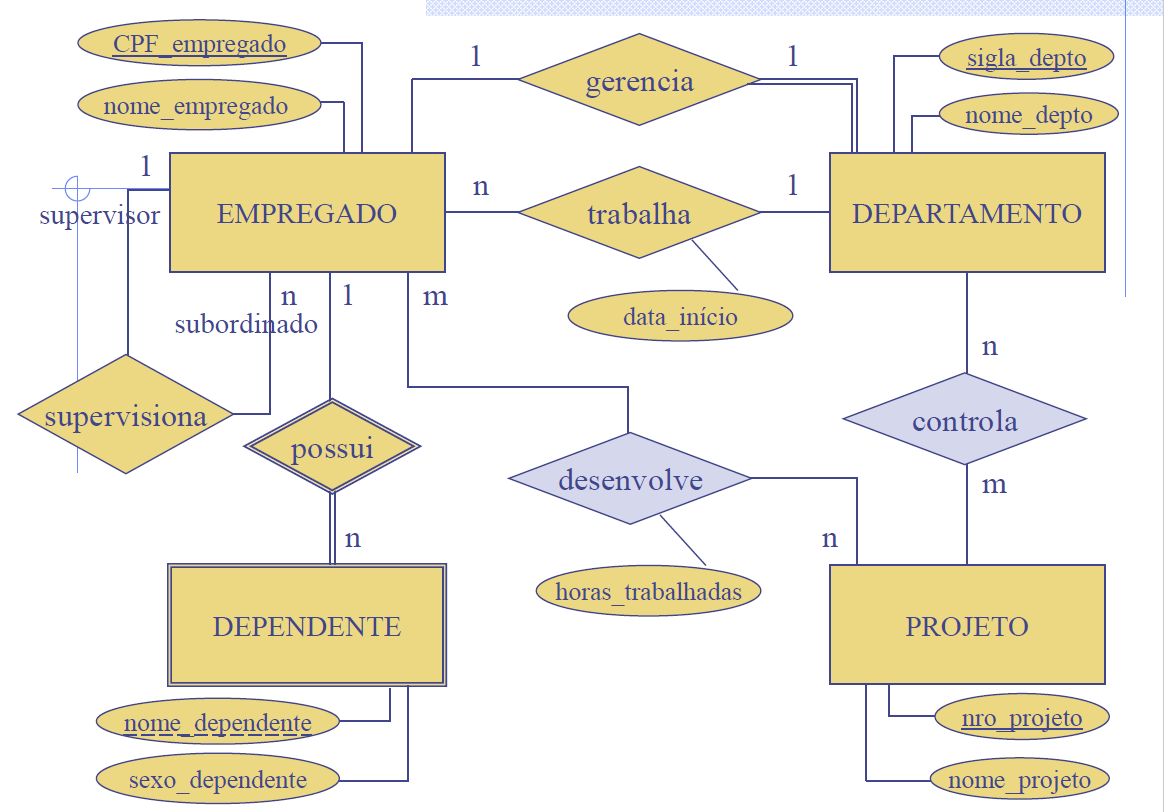 CPF_empregado
nome_empregado
1
gerencia
1
sigla_depto
nome_depto
1
supervisor
EMPREGADO
n
trabalha
1
DEPARTAMENTO
data_início
n
subordinado
1
m
n
supervisiona
possui
controla
desenvolve
m
n
n
horas_trabalhadas
DEPENDENTE
PROJETO
nome_dependente
sexo_dependente
nro_projeto
nome_projeto